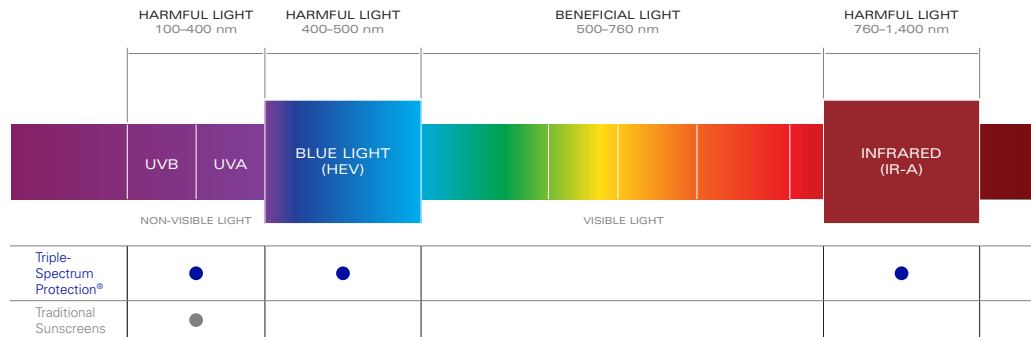 HARMFUL LIGHT
100-400 nm
HARMFUL LIGHT
400-500 nm
BENEFICIAL LIGHT
500-760 nm
HARMFUL LIGHT
760-1,400 nm
UVB
UVA
BLUE LIGHT
(HEV)
INFRARED
(IR-A)
NON-VISIBLE LIGHT
VISIBLE LIGHT
Triple-
Spectrum
Protection®
Traditional
Sunscreens